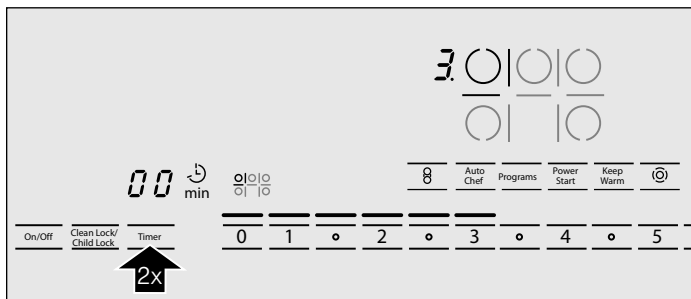 3.
00 min
Auto Chef Programs Power Start Keep Warm
On/Off Clean Lock/ Child Lock Timer 0 1 2 3 4 5
2x